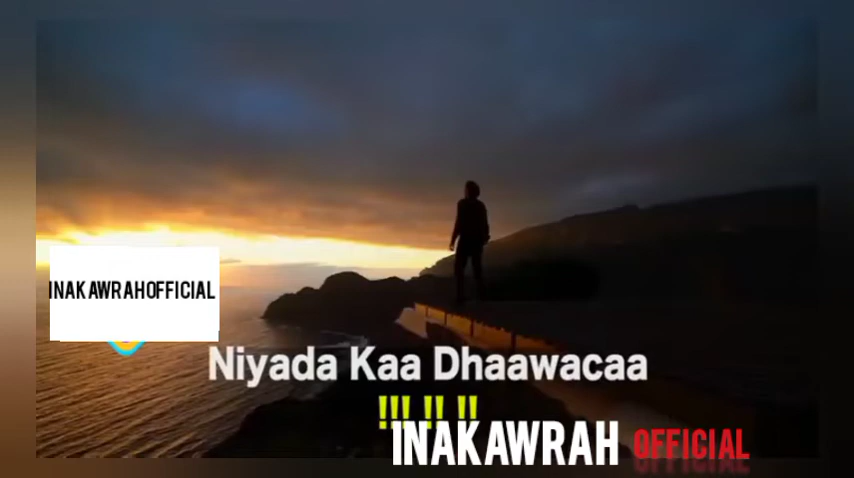 INAKAWRAHOFFICIAL
Niyada Kaa Dhaawacaa
!!! !! !!
INAKAWRAH OFFICIAL